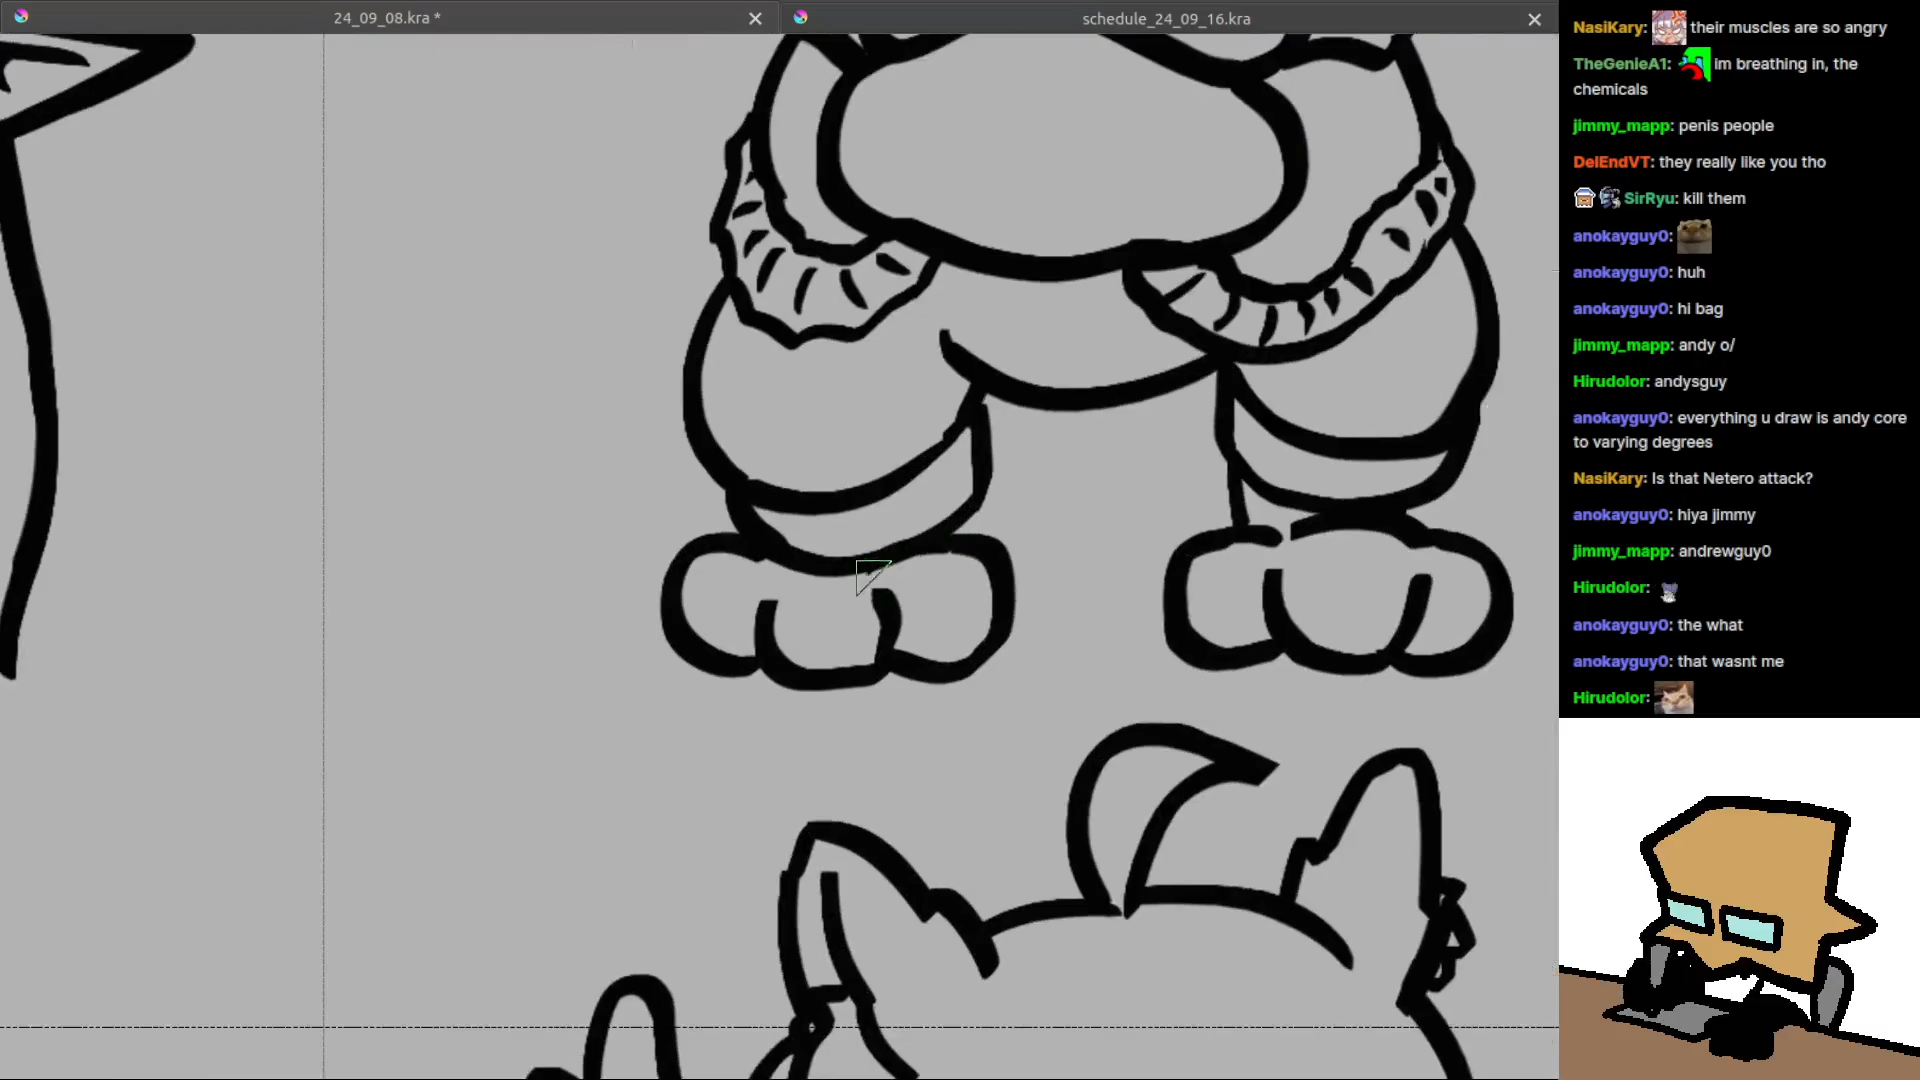 24_09_08.kra *
schedule_24_09_16.kra
NasiKary: their muscles are so angry
TheGenieA1: im breathing in, the
chemicals
jimmy_mapp: penis people
DelEndVT: they really like you tho
SirRyu: kill them
anokayguy0:
anokayguy0: huh
anokayguy0: hi bag
jimmy_mapp: andy o/
Hirudolor: andysguy
anokayguy0: everything u draw is andy core
to varying degrees
NasiKary: Is that Netero attack?
anokayguy0: hiya jimmy
jimmy_mapp: andrewguy0
Hirudolor:
anokayguy0: the what
anokayguy0: that wasnt me
Hirudolor: